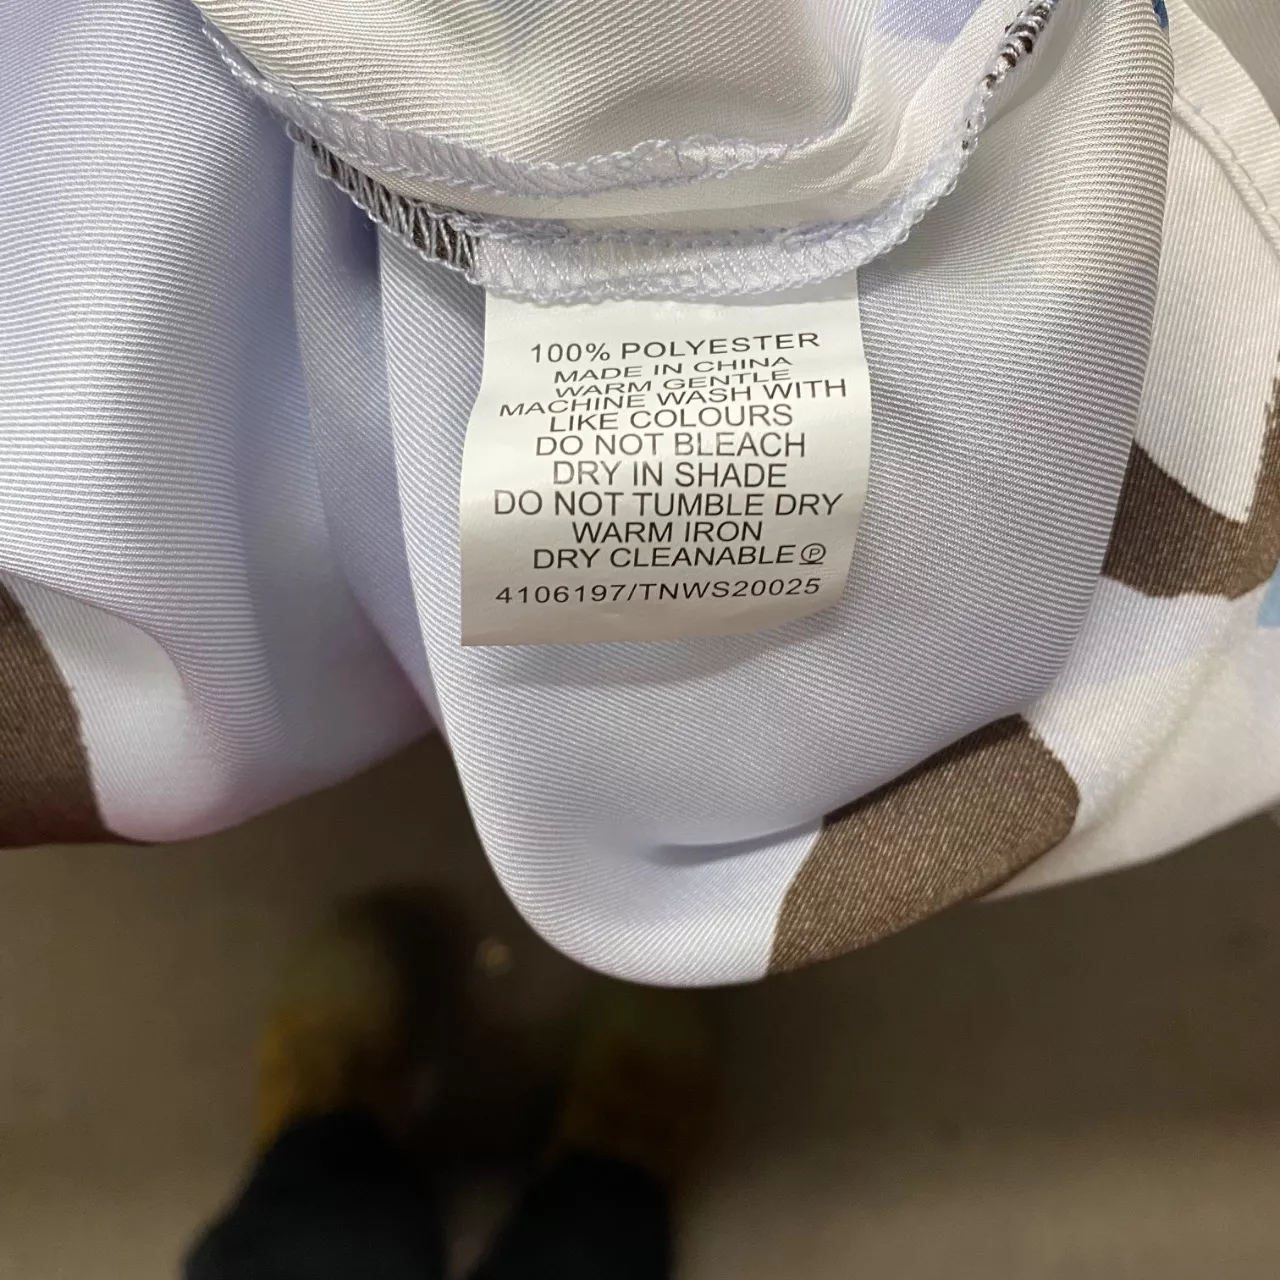 100% POLYESTER
MADE IN CHINA
WARM GENTLE
MACHINE WASH WITH
LIKE COLOURS
DO NOT BLEACH
DRY IN SHADE
DO NOT TUMBLE DRY
WARM IRON
DRY CLEANABLE Ⓟ
4106197/TNWS20025